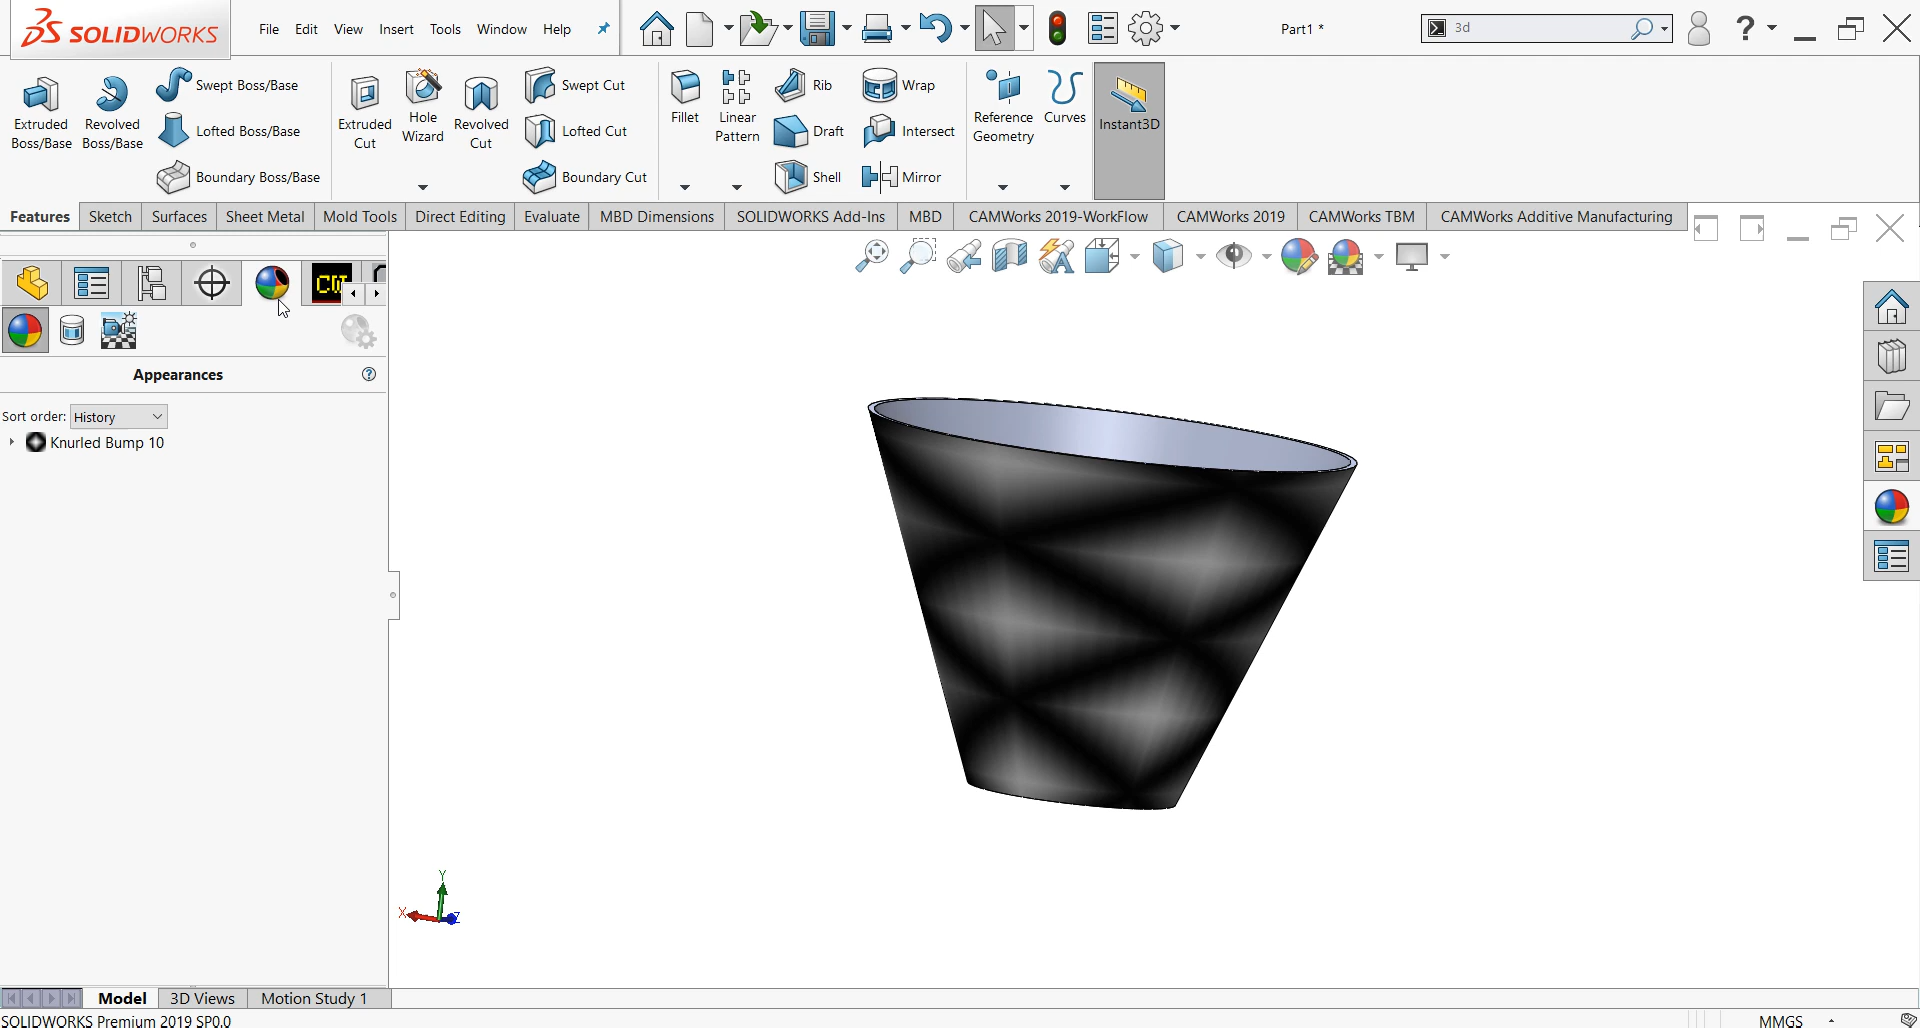 SOLIDWORKS File Edit View Insert Tools Window Help Part1 * 3d ?
Extruded Boss/Base
Revolved Boss/Base
Swept Boss/Base
Lofted Boss/Base
Boundary Boss/Base
Extruded Cut
Hole Wizard
Revolved Cut
Swept Cut
Lofted Cut
Boundary Cut
Fillet
Linear Pattern
Rib
Draft
Shell
Wrap
Intersect
Mirror
Reference Geometry
Curves
Instant3D
Features Sketch Surfaces Sheet Metal Mold Tools Direct Editing Evaluate MBD Dimensions SOLIDWORKS Add-Ins MBD CAMWorks 2019-WorkFlow CAMWorks 2019 CAMWorks TBM CAMWorks Additive Manufacturing
CW
Appearances ?
Sort order: History
Knurled Bump 10
Y
X Z
Model 3D Views Motion Study 1
SOLIDWORKS Premium 2019 SP0.0 MMGS